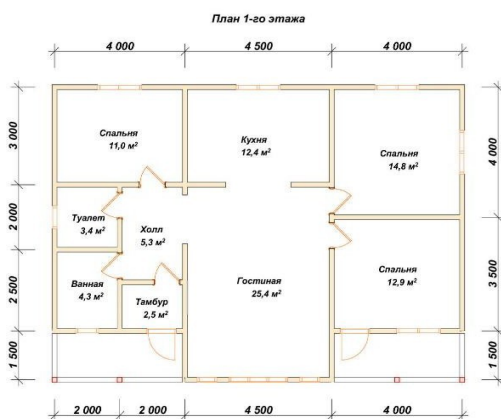 План 1-го этажа
4 000 4 500 4 000
3 000
2 000
2 500
1 500
4 000
3 500
1 500
Спальня
11,0 м²
Кухня
12,4 м²
Спальня
14,8 м²
Туалет
3,4 м²
Холл
5,3 м²
Ванная
4,3 м²
Тамбур
2,5 м²
Гостиная
25,4 м²
Спальня
12,9 м²
2 000 2 000 4 500 4 000